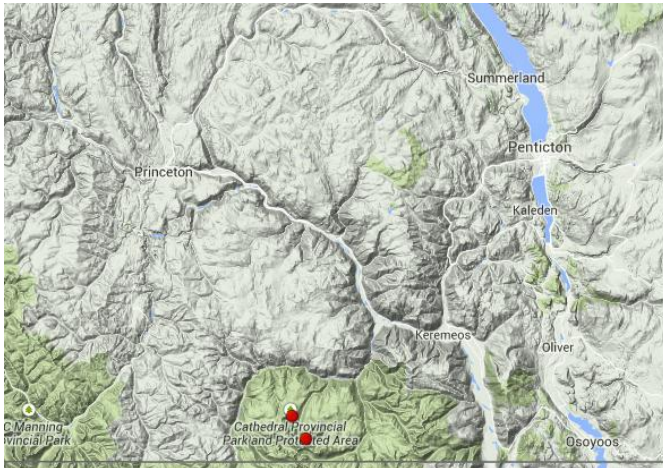 Summerland
Penticton
Princeton
Kaleden
Keremeos
Oliver
C Manning
ovincial Park
Cathedral Provincial
Park and Protected Area
Osoyoos